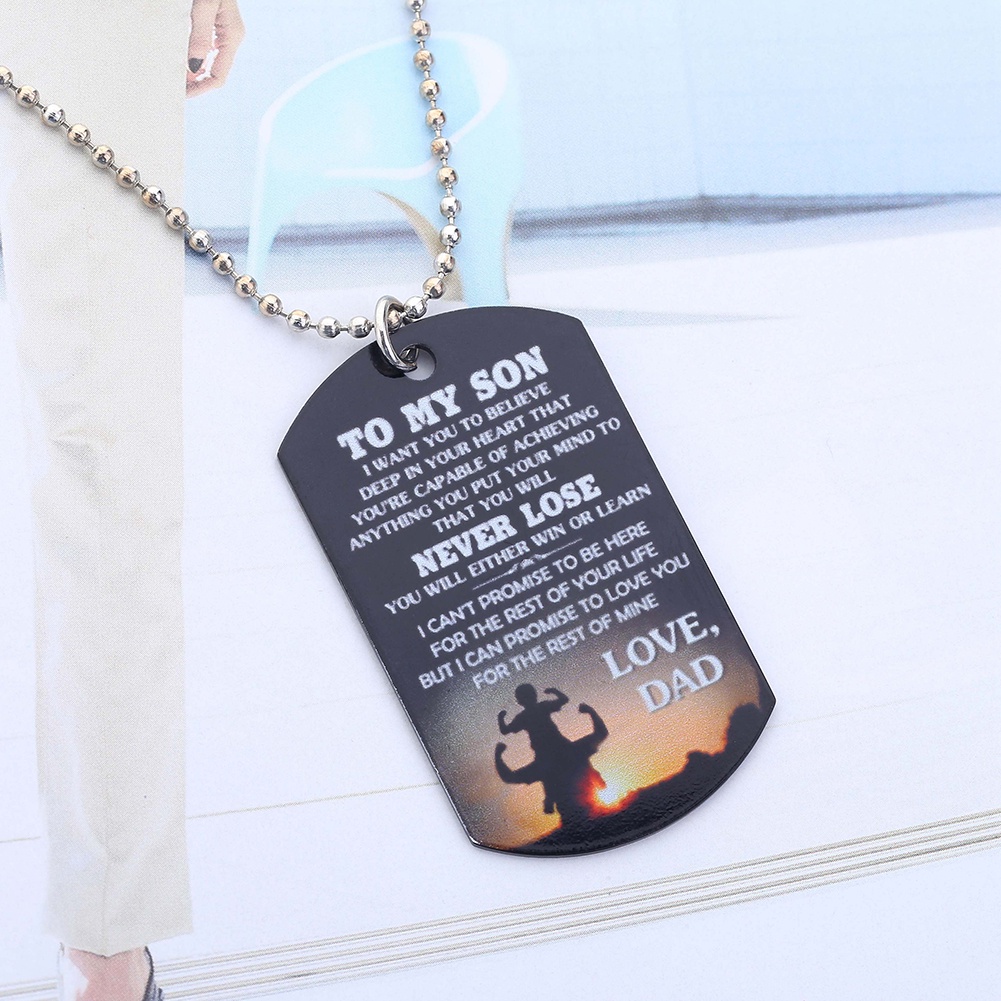 TO MY SON
I WANT YOU TO BELIEVE
DEEP IN YOUR HEART THAT
YOU'RE CAPABLE OF ACHIEVING
ANYTHING YOU PUT YOUR MIND TO
THAT YOU WILL
NEVER LOSE
YOU WILL EITHER WIN OR LEARN
I CAN'T PROMISE TO BE HERE
FOR THE REST OF YOUR LIFE
BUT I CAN PROMISE TO LOVE YOU
FOR THE REST OF MINE
LOVE,
DAD